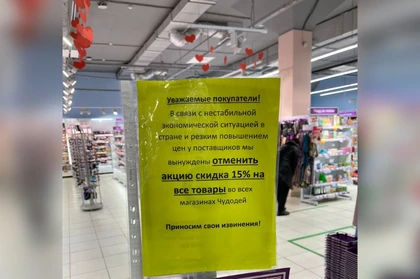 Уважаемые покупатели!
В связи с нестабильной
экономической ситуацией в
стране и резким повышением
цен у поставщиков мы
вынуждены отменить
акцию скидка 15% на
все товары во всех
магазинах Чудодей
Приносим свои извинения!